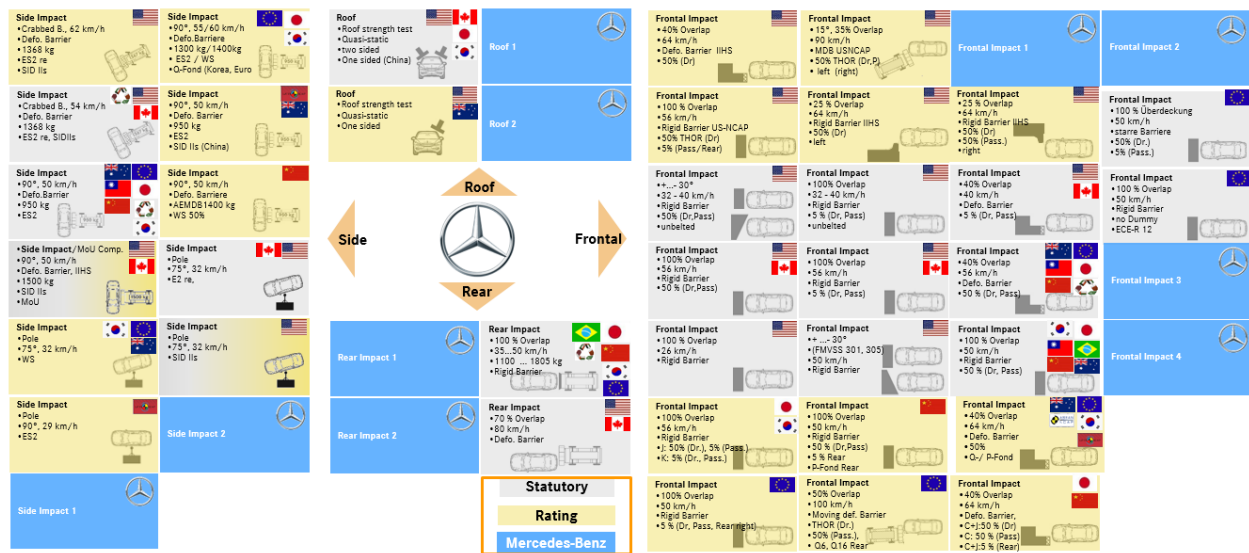 Side Impact
•Crabbed B., 62 km/h
•Defo. Barrier
•1368 kg
•ES2 re
•SID IIs
Side Impact
•90°, 55/60 km/h
•Defo.Barriere
•1300 kg/1400kg
•ES2 / WS
•Q-Fond (Korea, Euro
Side Impact
•Crabbed B., 54 km/h
•Defo. Barrier
•1368 kg
•ES2 re, SIDIIs
Side Impact
•90°, 50 km/h
•Defo. Barrier
•950 kg
•ES2
•SID IIs (China)
Side Impact
•90°, 50 km/h
•Defo.Barrier
•950 kg
•ES2
Side Impact
•90°, 50 km/h
•Defo. Barriere
•AEMDB1400 kg
•WS 50%
•Side Impact/MoU Comp.
•90°, 50 km/h
•Defo. Barrier, IIHS
•1500 kg
•SID IIs
•MoU
Side Impact
•Pole
•75°, 32 km/h
•E2 re,
Side Impact
•Pole
•75°, 32 km/h
•WS
Side Impact
•Pole
•75°, 32 km/h
•SID IIs
Side Impact
•Pole
•90°, 29 km/h
•ES2
Side Impact 2
Side Impact 1
Roof
•Roof strength test
•Quasi-static
•two sided
•One sided (China)
Roof 1
Roof
•Roof strength test
•Quasi-static
•One sided
Roof 2
Roof
Side
Frontal
Rear
Rear Impact 1
Rear Impact
•100 % Overlap
•35...50 km/h
•1100 ... 1805 kg
•Rigid Barrier
Rear Impact 2
Rear Impact
•70 % Overlap
•80 km/h
•Defo. Barrier
Statutory
Rating
Mercedes-Benz
Frontal Impact
•40% Overlap
•64 km/h
•Defo. Barrier IIHS
•50% (Dr)
Frontal Impact
•15°, 35% Overlap
•90 km/h
•MDB USNCAP
•50% THOR (Dr,P)
• left (right)
Frontal Impact 1
Frontal Impact 2
Frontal Impact
•100 % Overlap
•56 km/h
•Rigid Barrier US-NCAP
•50% THOR (Dr)
•5% (Pass/Rear)
Frontal Impact
•25 % Overlap
•64 km/h
•Rigid Barrier IIHS
•50% (Dr)
•left
Frontal Impact
•25 % Overlap
•64 km/h
•Rigid Barrier IIHS
•50% (Dr)
•50% (Pass.)
•right
Frontal Impact
•100 % Überdeckung
•50 km/h
•starre Barriere
•50% (Dr.)
•5% (Pass.)
Frontal Impact
•+...- 30°
•32 - 40 km/h
•Rigid Barrier
•50% (Dr,Pass)
•unbelted
Frontal Impact
•100% Overlap
•32 - 40 km/h
•Rigid Barrier
•5 % (Dr, Pass)
•unbelted
Frontal Impact
•40% Overlap
•40 km/h
•Defo. Barrier
•5 % (Dr, Pass)
Frontal Impact
•100 % Overlap
•50 km/h
•Rigid Barrier
•no Dummy
•ECE-R 12
Frontal Impact
•100% Overlap
•56 km/h
•Rigid Barrier
•50 % (Dr,Pass)
Frontal Impact
•100% Overlap
•56 km/h
•Rigid Barrier
•5% (Dr, Pass)
Frontal Impact
•40% Overlap
•56 km/h
•Defo. Barrier
•50 % (Dr, Pass)
Frontal Impact 3
Frontal Impact
•100% Overlap
•26 km/h
•Rigid Barrier
Frontal Impact
•+ ...- 30°
•(FMVSS 301, 305)
•50 km/h
•Rigid Barrier
Frontal Impact
•100% Overlap
•50 km/h
•Rigid Barrier
•50 % (Dr, Pass)
Frontal Impact 4
Frontal Impact
•100% Overlap
•56 km/h
•Rigid Barrier
•J: 50% (Dr.), 5% (Pass.)
•K: 5% (Dr., Pass.)
Frontal Impact
•100% Overlap
•50 km/h
•Rigid Barrier
•50 % (Dr,Pass)
•5 % Rear
•P-Fond Rear
Frontal Impact
•40% Overlap
•64 km/h
•Defo. Barrier
•50%
•Q-/ P-Fond
Frontal Impact
•100% Overlap
•50 km/h
•Rigid Barrier
•5 % (Dr, Pass, Rear right)
Frontal Impact
•50% Overlap
•100 km/h
•Moving def. Barrier
•THOR (Dr.)
•50% (Pass.),
• Q6, Q16 Rear
Frontal Impact
•40% Overlap
•64 km/h
•Defo. Barrier,
•C+J:50 % (Dr)
•C: 50 % (Pass)
•C+J:5 % (Rear)